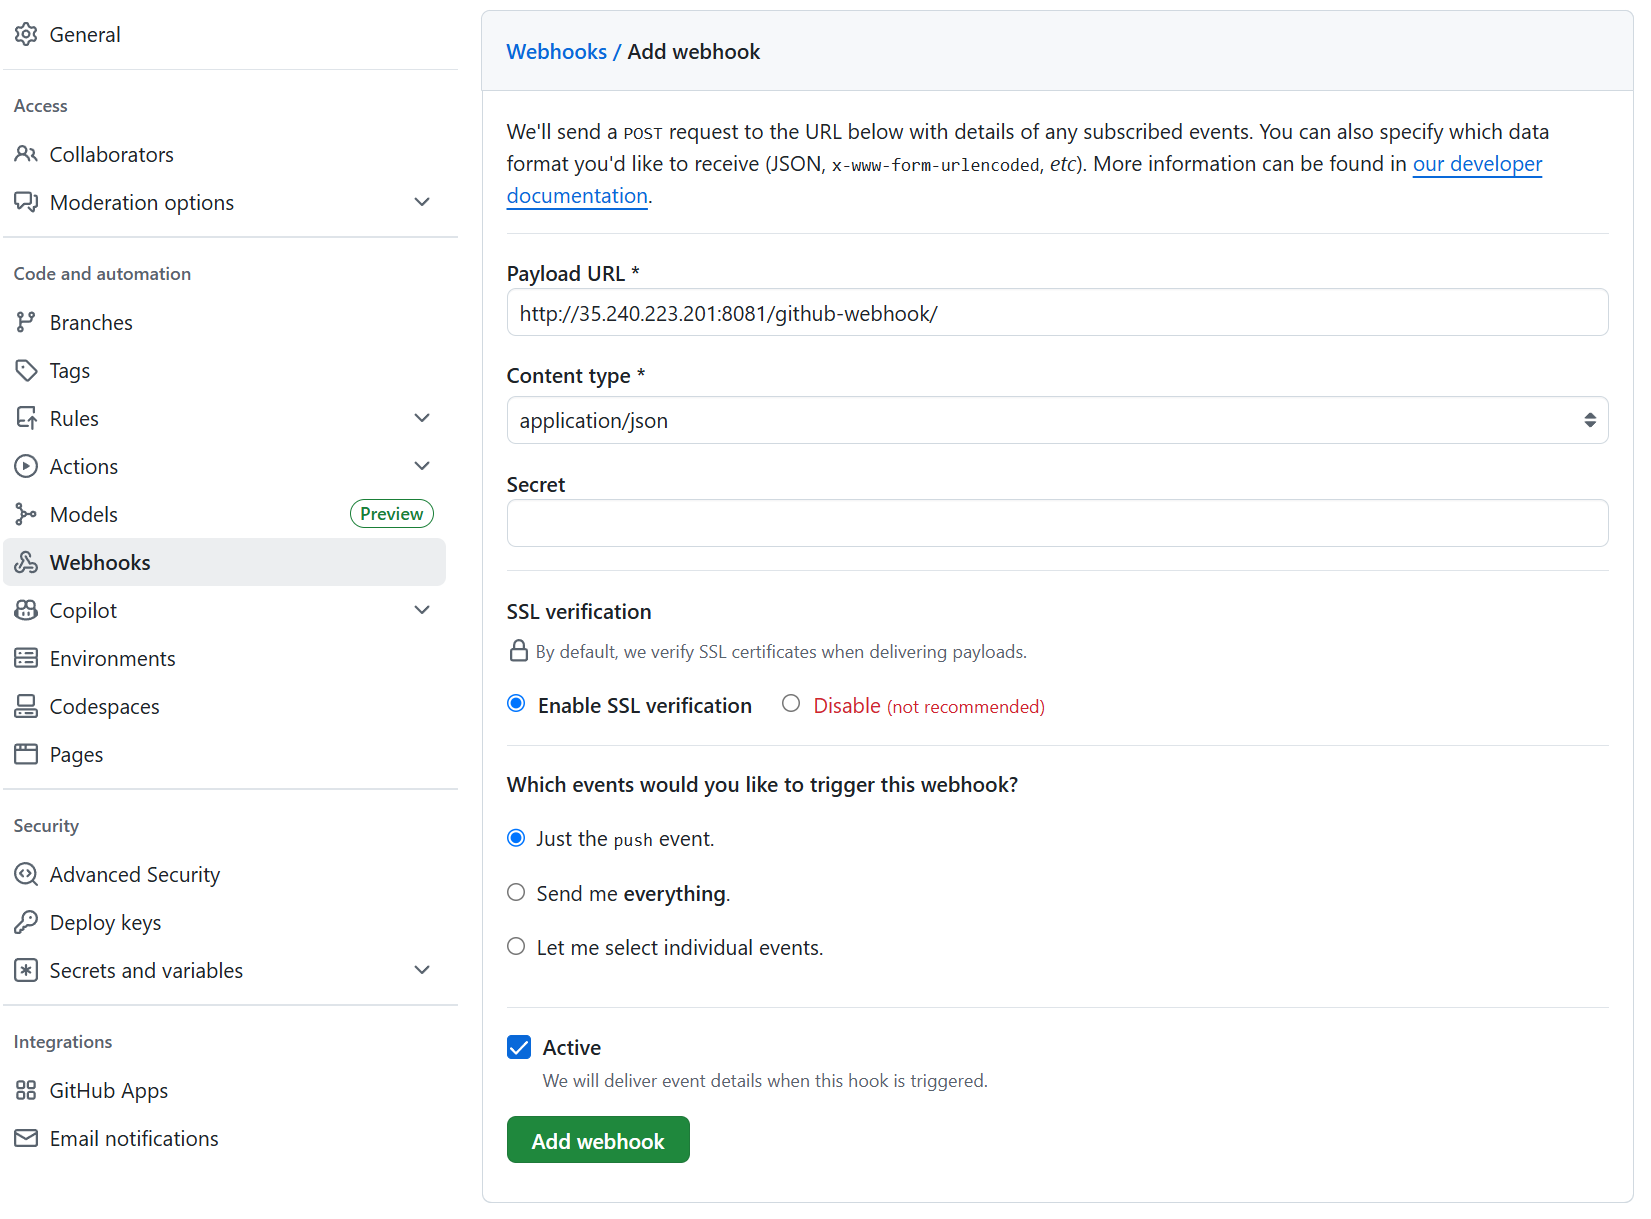 General
Access
Collaborators
Moderation options
Code and automation
Branches
Tags
Rules
Actions
Models Preview
Webhooks
Copilot
Environments
Codespaces
Pages
Security
Advanced Security
Deploy keys
Secrets and variables
Integrations
GitHub Apps
Email notifications
Webhooks / Add webhook
We'll send a POST request to the URL below with details of any subscribed events. You can also specify which data
format you'd like to receive (JSON, x-www-form-urlencoded, etc). More information can be found in our developer
documentation.
Payload URL *
http://35.240.223.201:8081/github-webhook/
Content type *
application/json
Secret
SSL verification
By default, we verify SSL certificates when delivering payloads.
Enable SSL verification Disable (not recommended)
Which events would you like to trigger this webhook?
Just the push event.
Send me everything.
Let me select individual events.
Active
We will deliver event details when this hook is triggered.
Add webhook